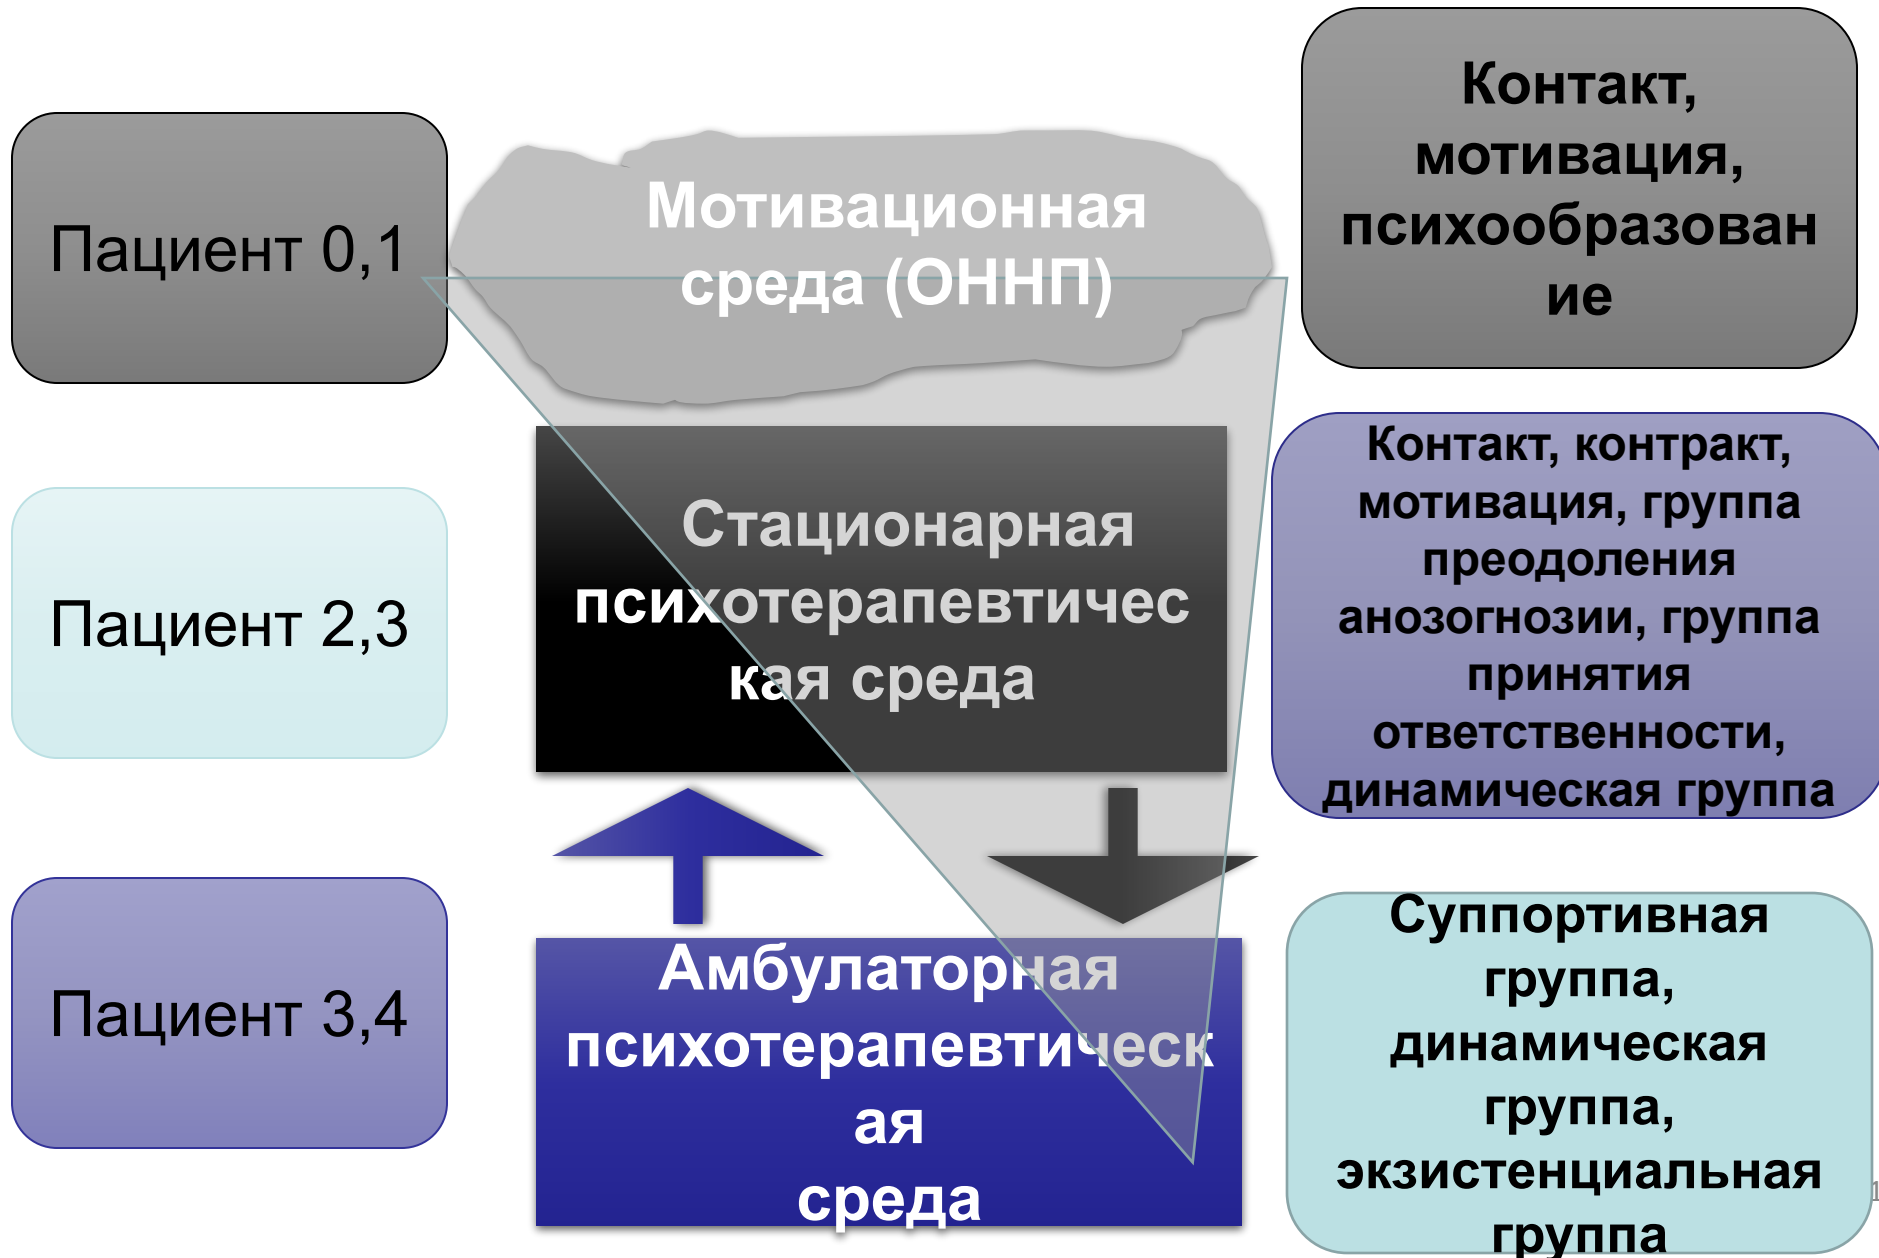 Пациент 0,1
Мотивационная
среда (ОННП)
Контакт,
мотивация,
психообразован
ие
Пациент 2,3
Стационарная
психотерапевтичес
кая среда
Контакт, контракт,
мотивация, группа
преодоления
анозогнозии, группа
принятия
ответственности,
динамическая группа
Пациент 3,4
Амбулаторная
психотерапевтическ
ая
среда
Суппортивная
группа,
динамическая
группа,
экзистенциальная
группа
1